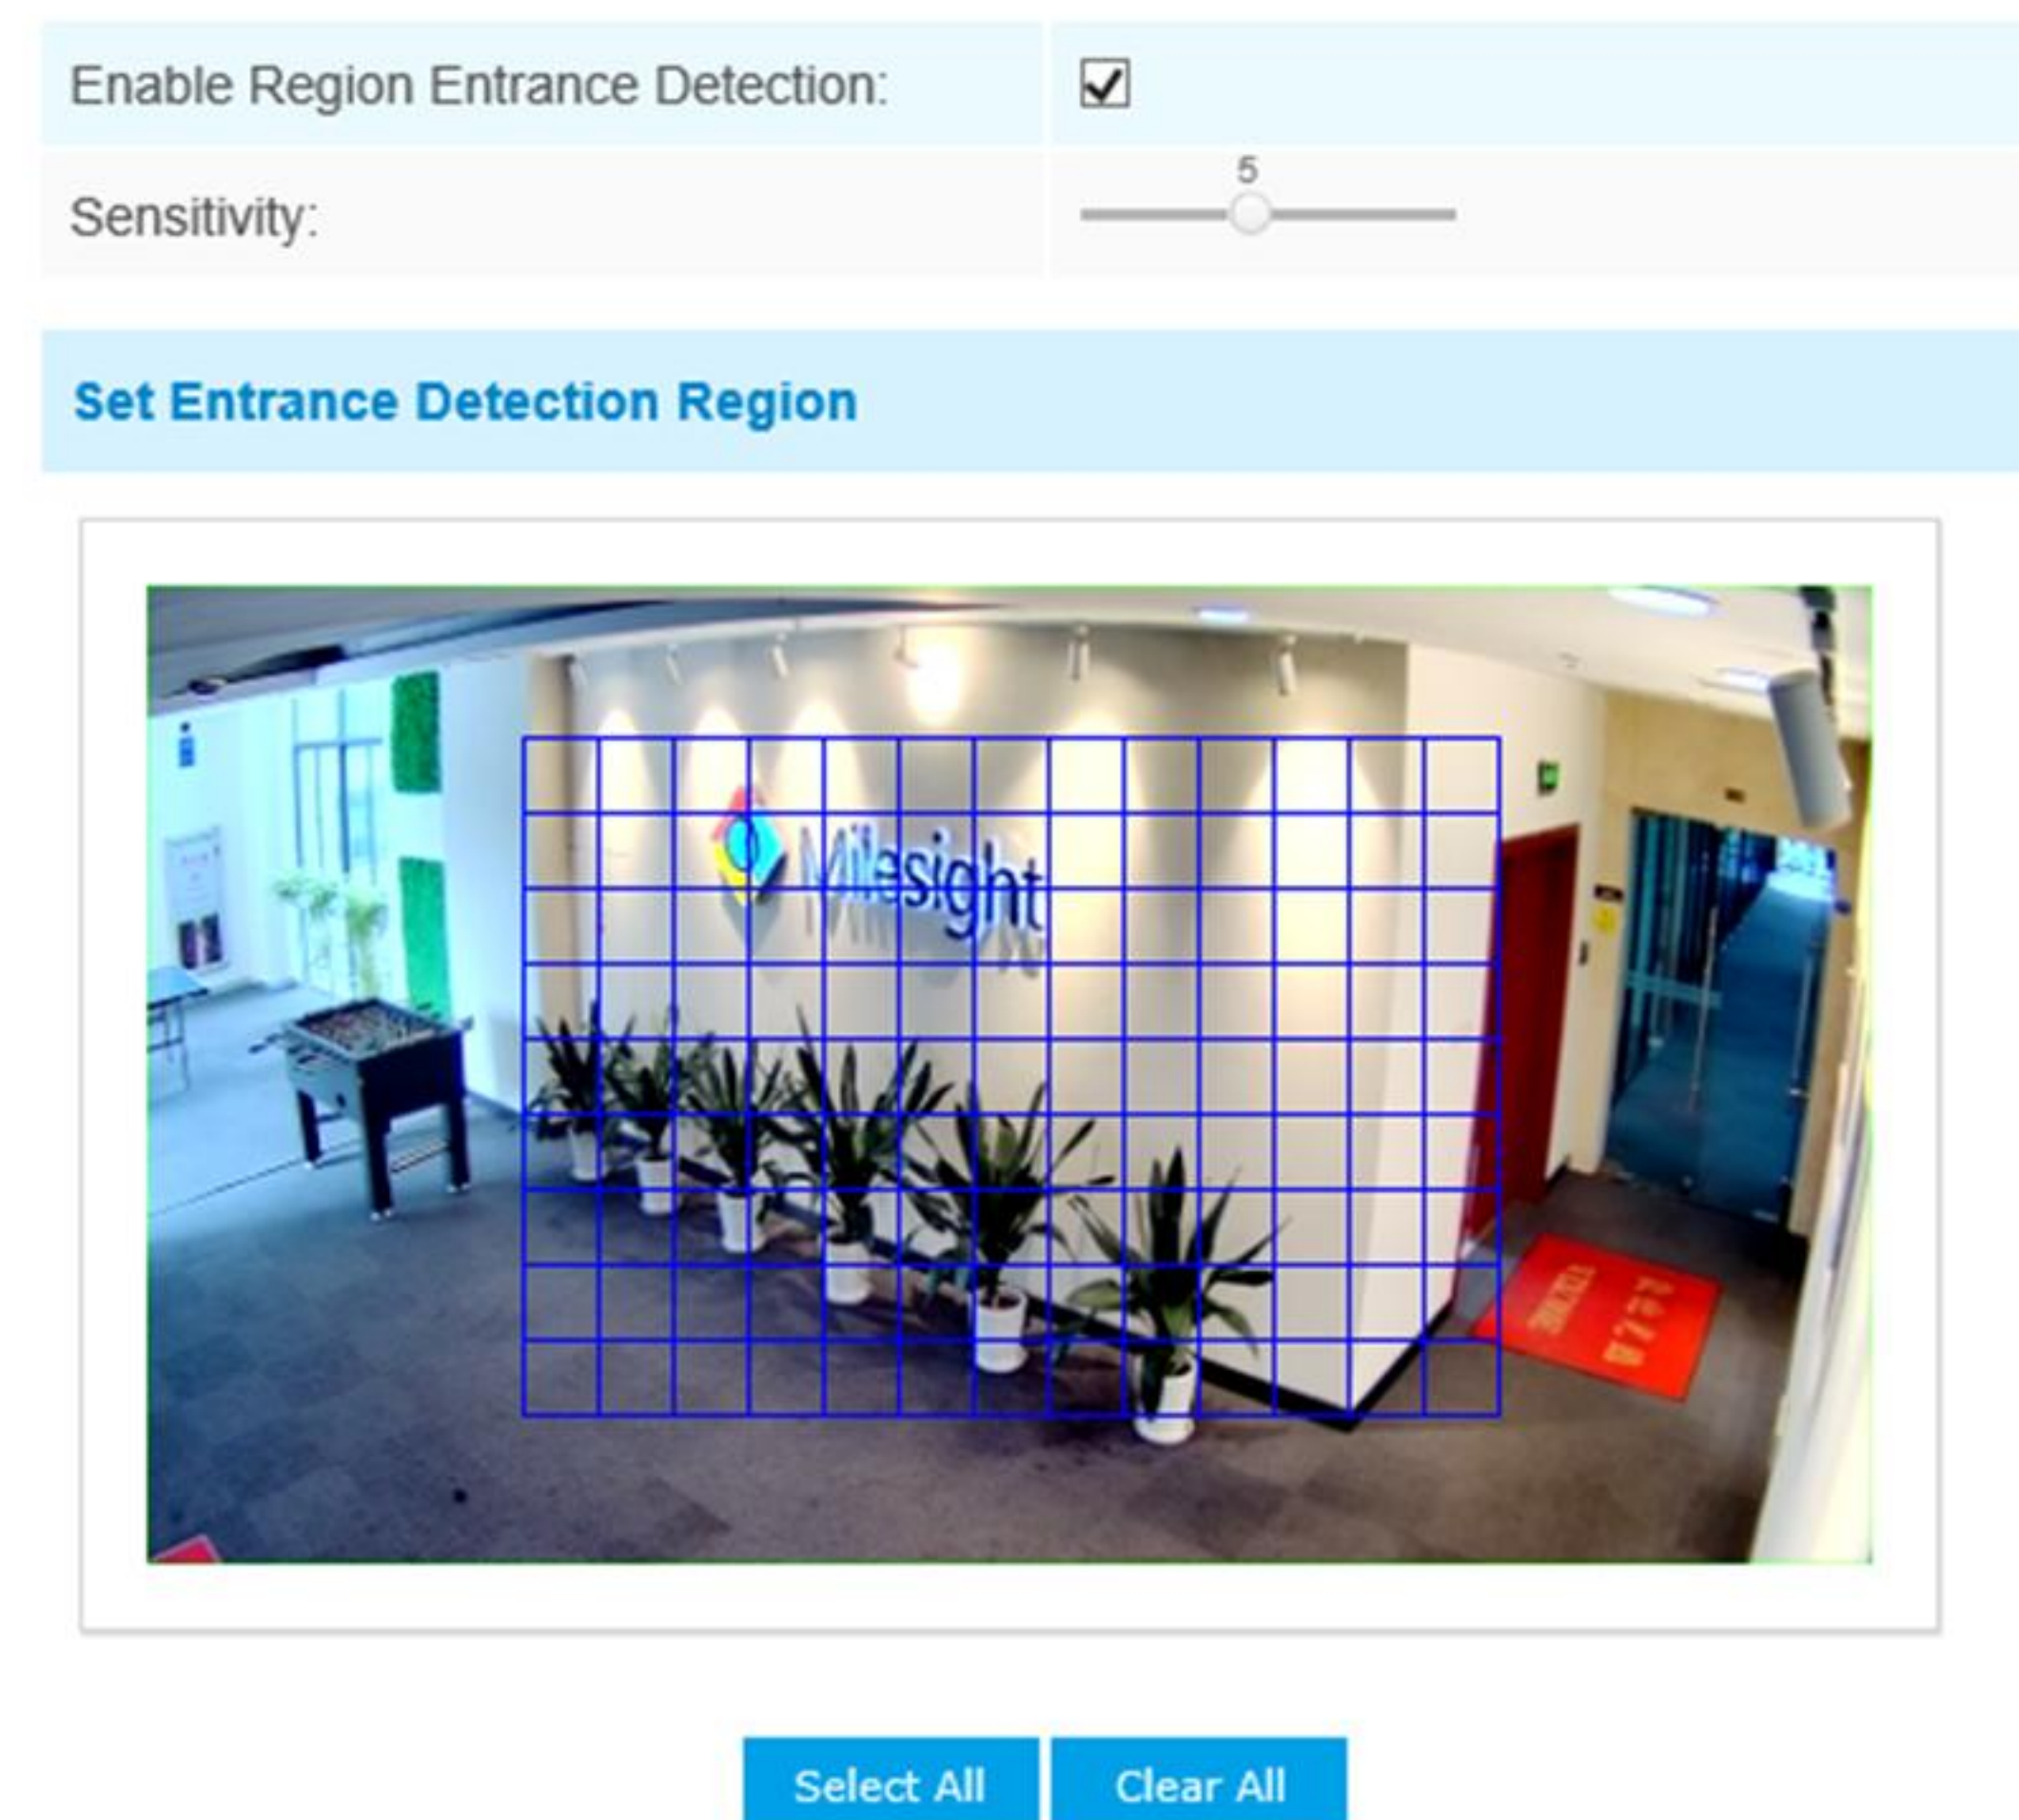 Enable Region Entrance Detection:
5
Sensitivity:
Set Entrance Detection Region
Milesight
Select All
Clear All